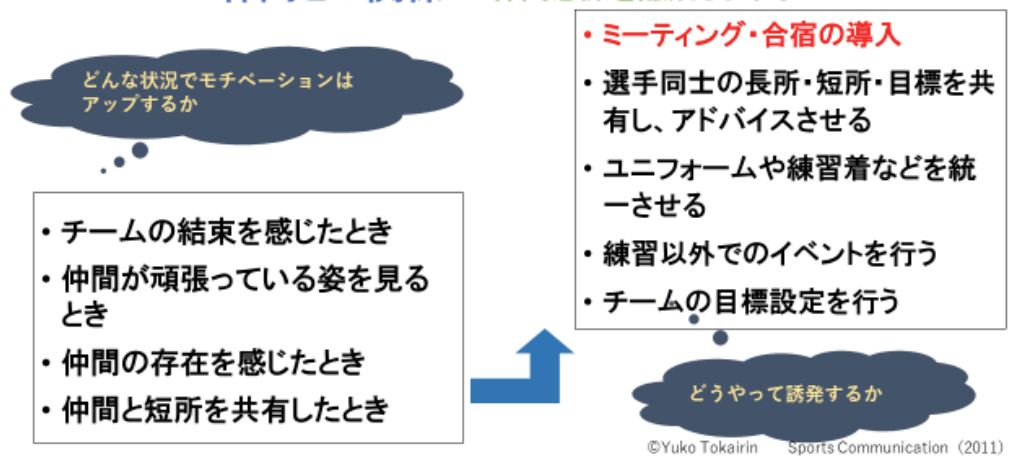 どんな状況でモチベーションは
アップするか
・チームの結束を感じたとき
・仲間が頑張っている姿を見る
とき
・仲間の存在を感じたとき
・仲間と短所を共有したとき
・ミーティング・合宿の導入
・選手同士の長所・短所・目標を共
有し、アドバイスさせる
・ユニフォームや練習着などを統
一させる
・練習以外でのイベントを行う
・チームの目標設定を行う
どうやって誘発するか
©Yuko Tokairin Sports Communication（2011）